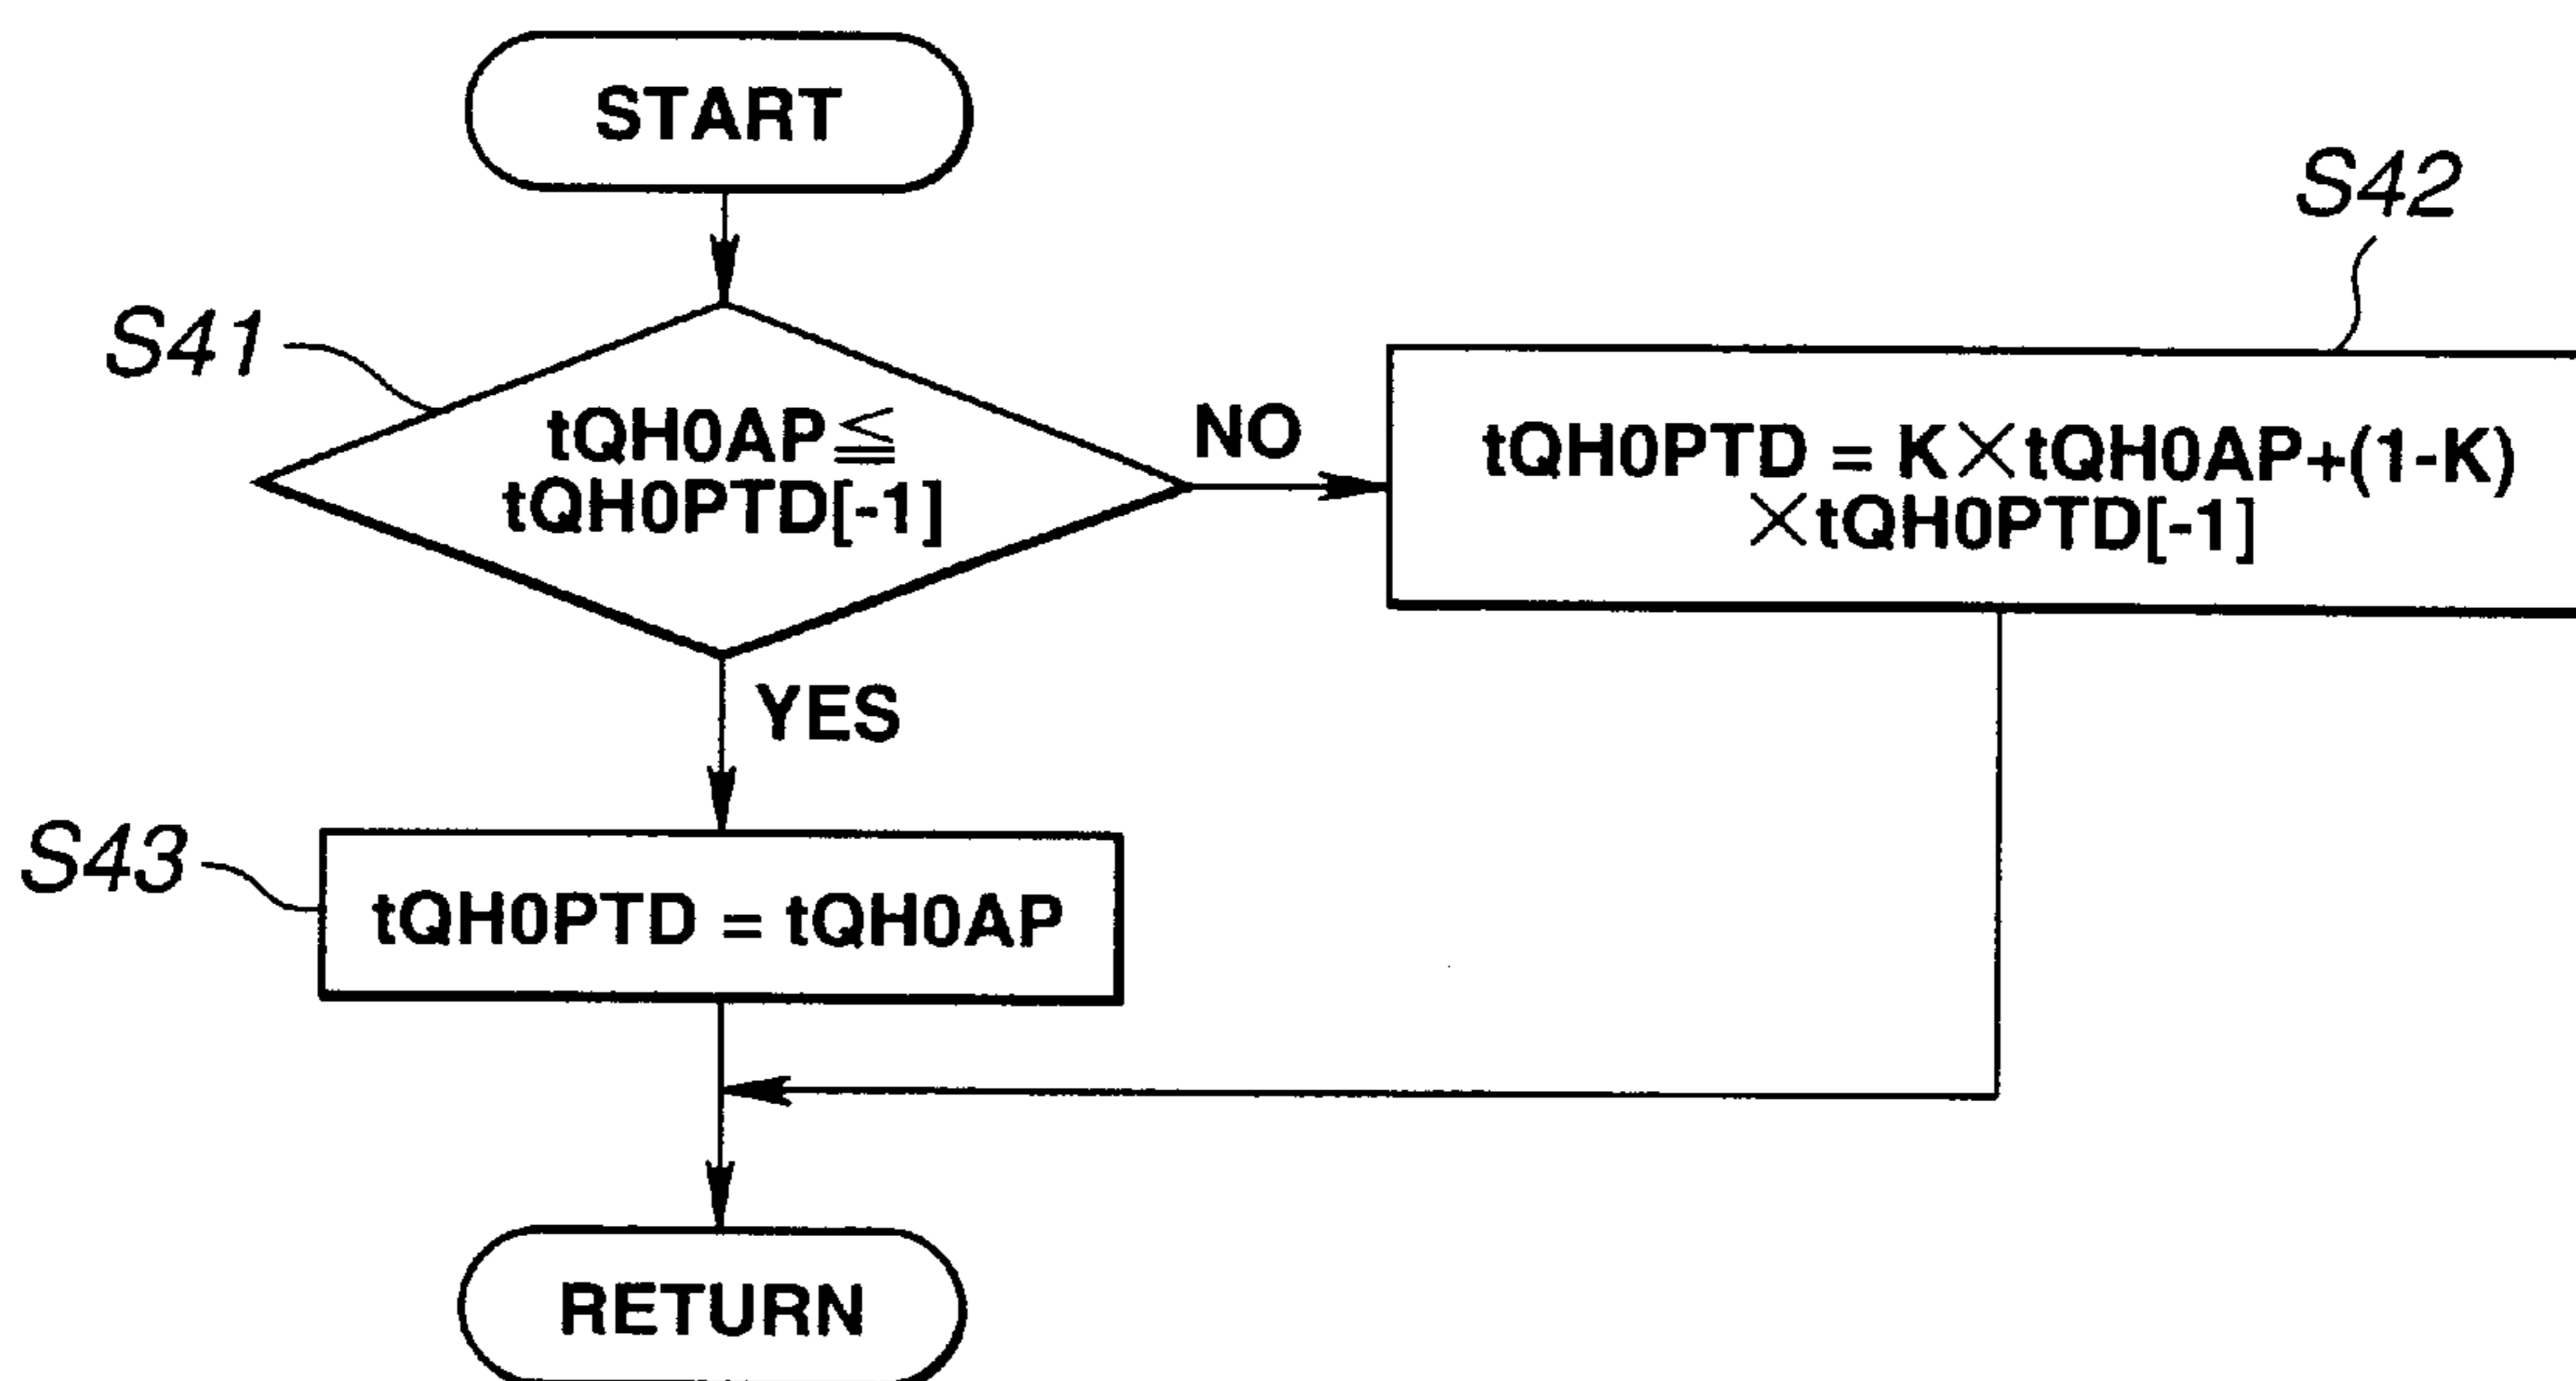 START
S41
tQH0AP≦
tQH0PTD[-1]
NO
S42
tQH0PTD = K×tQH0AP+(1-K)
×tQH0PTD[-1]
YES
S43
tQH0PTD = tQH0AP
RETURN